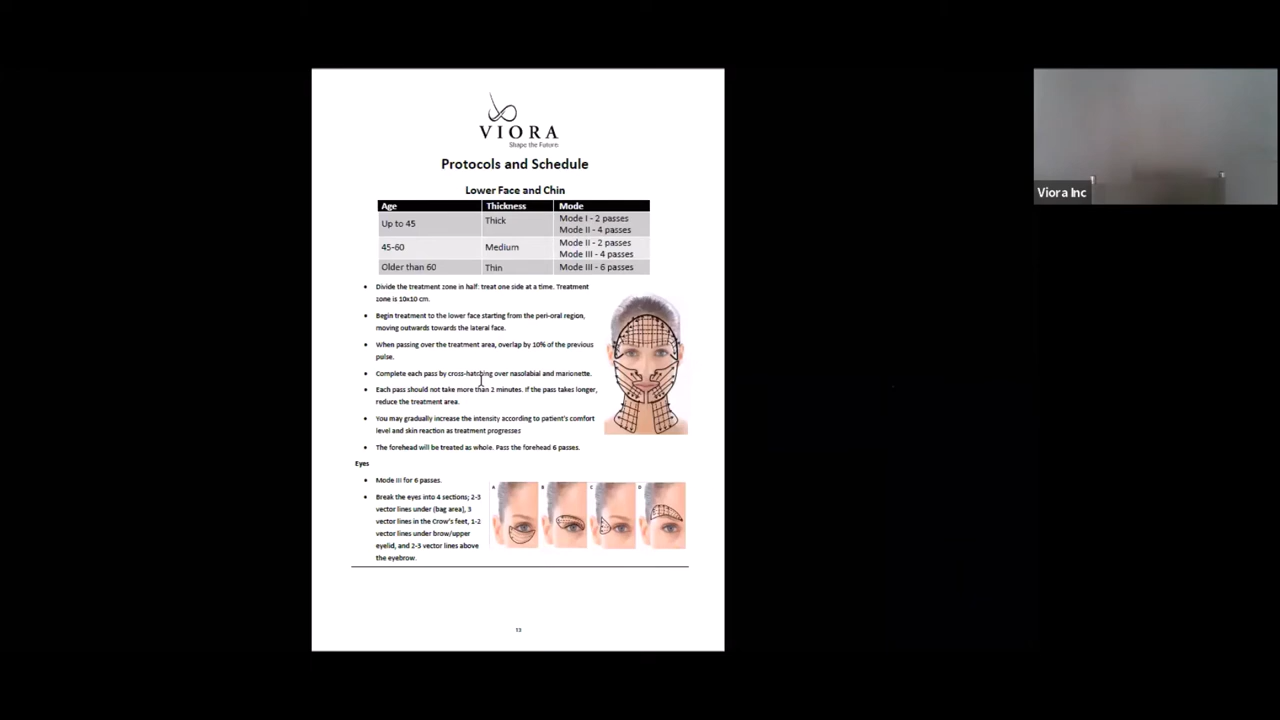 VIORA
Shape the Future
Protocols and Schedule
Lower Face and Chin
Age Thickness Mode
Up to 45 Thick Mode I - 2 passes
Mode II - 4 passes
45-60 Medium Mode II - 2 passes
Mode III - 4 passes
Older than 60 Thin Mode III - 6 passes
• Divide the treatment zone in half: treat one side at a time. Treatment
zone is 10x10 cm.
• Begin treatment to the lower face starting from the peri-oral region,
moving outwards towards the lateral face.
• When passing over the treatment area, overlap by 10% of the previous
pulse.
• Complete each pass by cross-hatching over nasolabial and marionette.
• Each pass should not take more than 2 minutes. If the pass takes longer,
reduce the treatment area.
• You may gradually increase the intensity according to patient's comfort
level and skin reaction as treatment progresses
• The forehead will be treated as whole. Pass the forehead 6 passes.
Eyes
• Mode III for 6 passes.
• Break the eyes into 4 sections; 2-3
vector lines under (bag area), 3
vector lines in the Crow's feet, 1-2
vector lines under brow/upper
eyelid, and 2-3 vector lines above
the eyebrow.
A B C D
13
Viora Inc